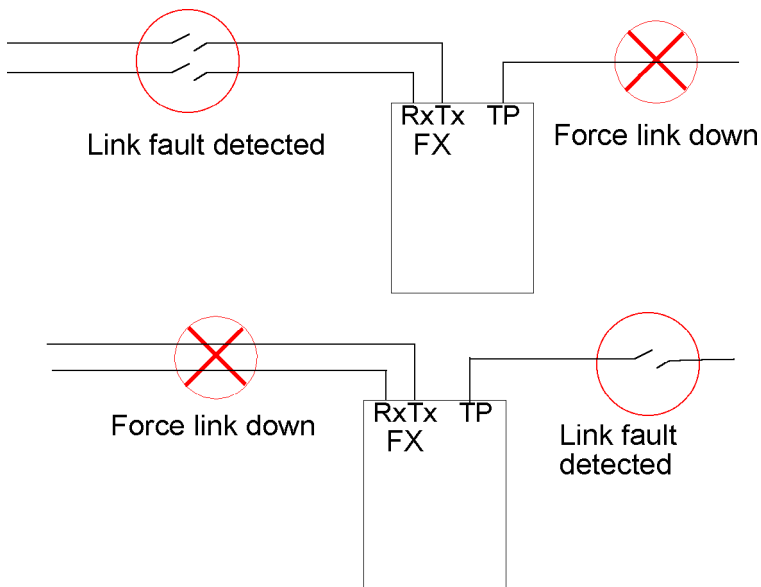 RxTx TP
FX
Link fault detected
Force link down
RxTx TP
FX
Force link down
Link fault
detected